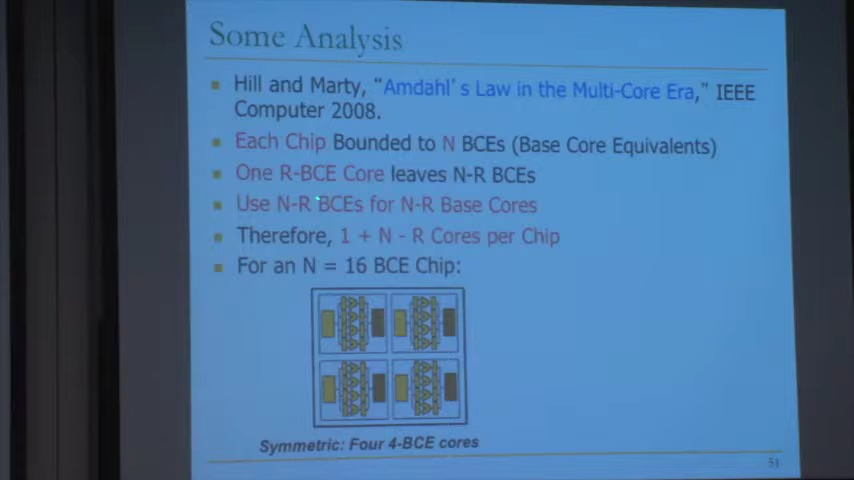 Some Analysis
Hill and Marty, “Amdahl's Law in the Multi-Core Era,” IEEE
Computer 2008.
Each Chip Bounded to N BCEs (Base Core Equivalents)
One R-BCE Core leaves N-R BCEs
Use N-R BCEs for N-R Base Cores
Therefore, 1 + N - R Cores per Chip
For an N = 16 BCE Chip:
Symmetric: Four 4-BCE cores
51